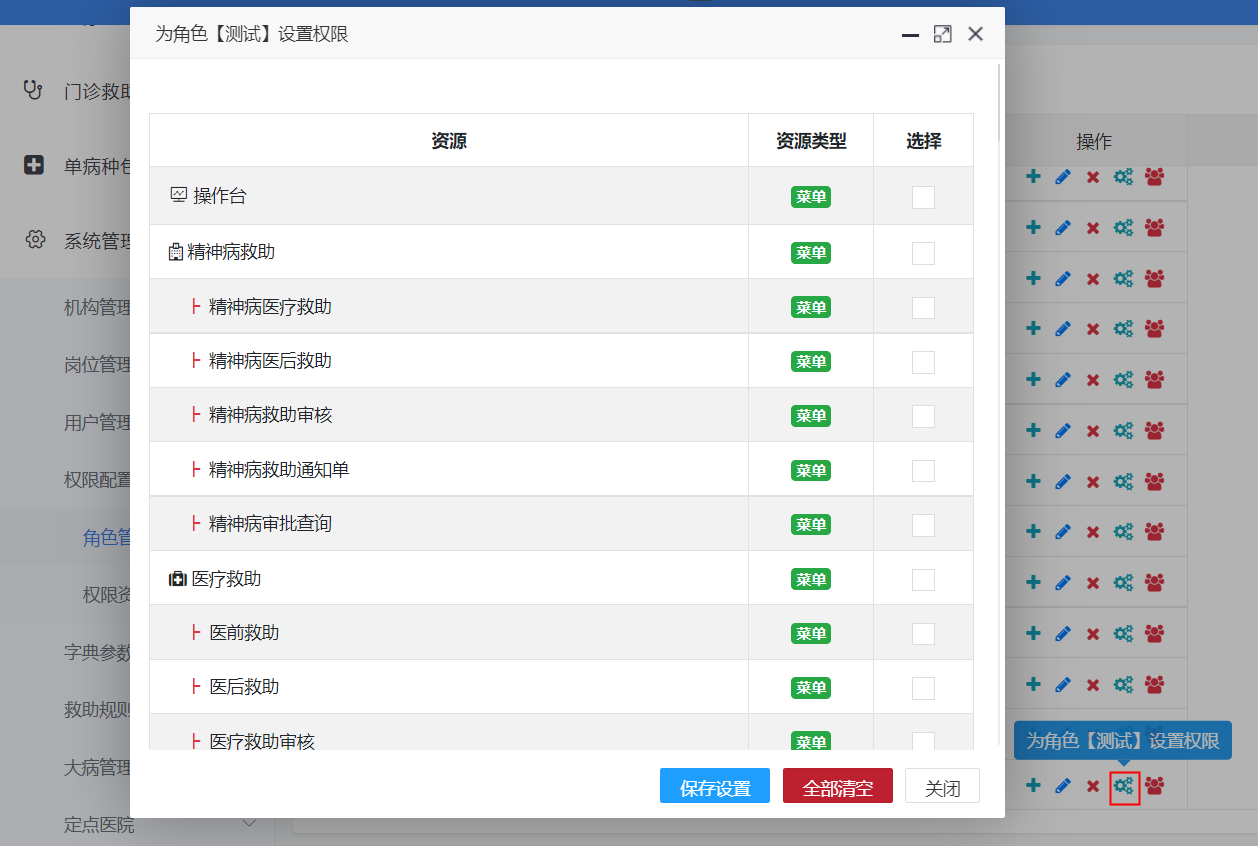 为角色【测试】设置权限
门诊救助
单病种包
系统管理
机构管理
岗位管理
用户管理
权限配置
角色管
权限资
字典参数
救助规则
大病管理
定点医院
资源 资源类型 选择
操作台 菜单
精神病救助 菜单
├ 精神病医疗救助 菜单
├ 精神病医后救助 菜单
├ 精神病救助审核 菜单
├ 精神病救助通知单 菜单
├ 精神病审批查询 菜单
医疗救助 菜单
├ 医前救助 菜单
├ 医后救助 菜单
├ 医疗救助审核 菜单
保存设置 全部清空 关闭
操作
为角色【测试】设置权限